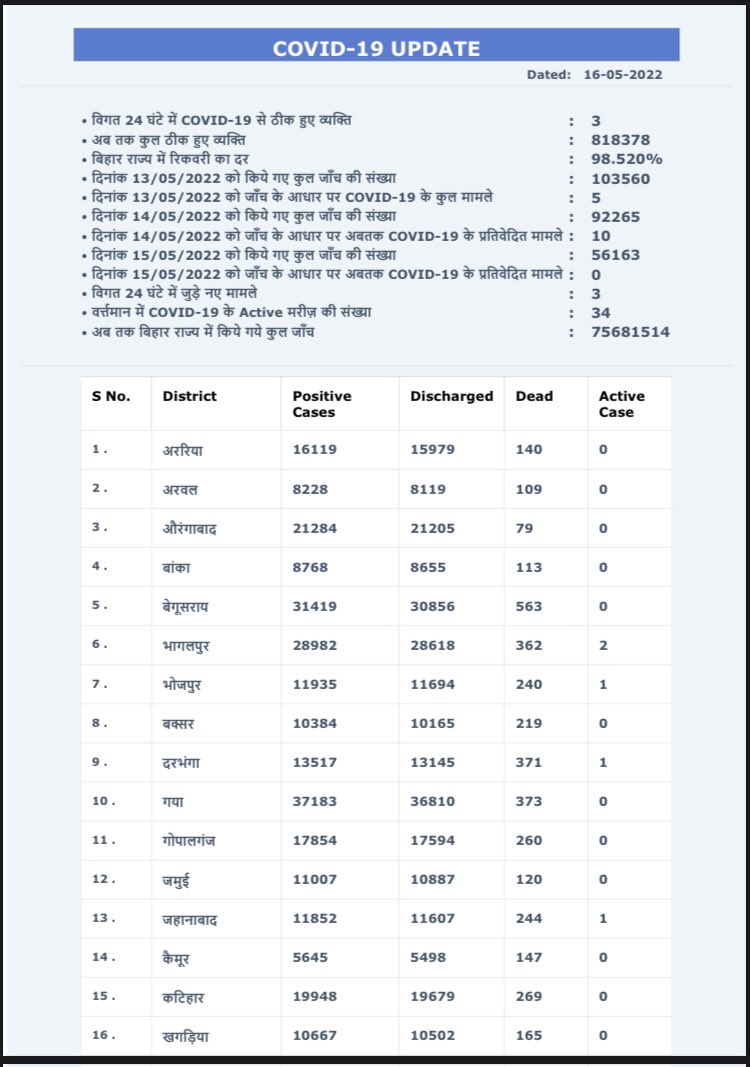 COVID-19 UPDATE
Dated: 16-05-2022
• विगत 24 घंटे में COVID-19 से ठीक हुए व्यक्ति : 3
• अब तक कुल ठीक हुए व्यक्ति : 818378
• बिहार राज्य में रिकवरी का दर : 98.520%
• दिनांक 13/05/2022 को किये गए कुल जाँच की संख्या : 103560
• दिनांक 13/05/2022 को जाँच के आधार पर COVID-19 के कुल मामले : 5
• दिनांक 14/05/2022 को किये गए कुल जाँच की संख्या : 92265
• दिनांक 14/05/2022 को जाँच के आधार पर अबतक COVID-19 के प्रतिवेदित मामले : 10
• दिनांक 15/05/2022 को किये गए कुल जाँच की संख्या : 56163
• दिनांक 15/05/2022 को जाँच के आधार पर अबतक COVID-19 के प्रतिवेदित मामले : 0
• विगत 24 घंटे में जुड़े नए मामले : 3
• वर्त्तमान में COVID-19 के Active मरीज़ की संख्या : 34
• अब तक बिहार राज्य में किये गये कुल जाँच : 75681514
S No. District Positive Cases Discharged Dead Active Case
1. अररिया 16119 15979 140 0
2. अरवल 8228 8119 109 0
3. औरंगाबाद 21284 21205 79 0
4. बांका 8768 8655 113 0
5. बेगूसराय 31419 30856 563 0
6. भागलपुर 28982 28618 362 2
7. भोजपुर 11935 11694 240 1
8. बक्सर 10384 10165 219 0
9. दरभंगा 13517 13145 371 1
10. गया 37183 36810 373 0
11. गोपालगंज 17854 17594 260 0
12. जमुई 11007 10887 120 0
13. जहानाबाद 11852 11607 244 1
14. कैमूर 5645 5498 147 0
15. कटिहार 19948 19679 269 0
16. खगड़िया 10667 10502 165 0